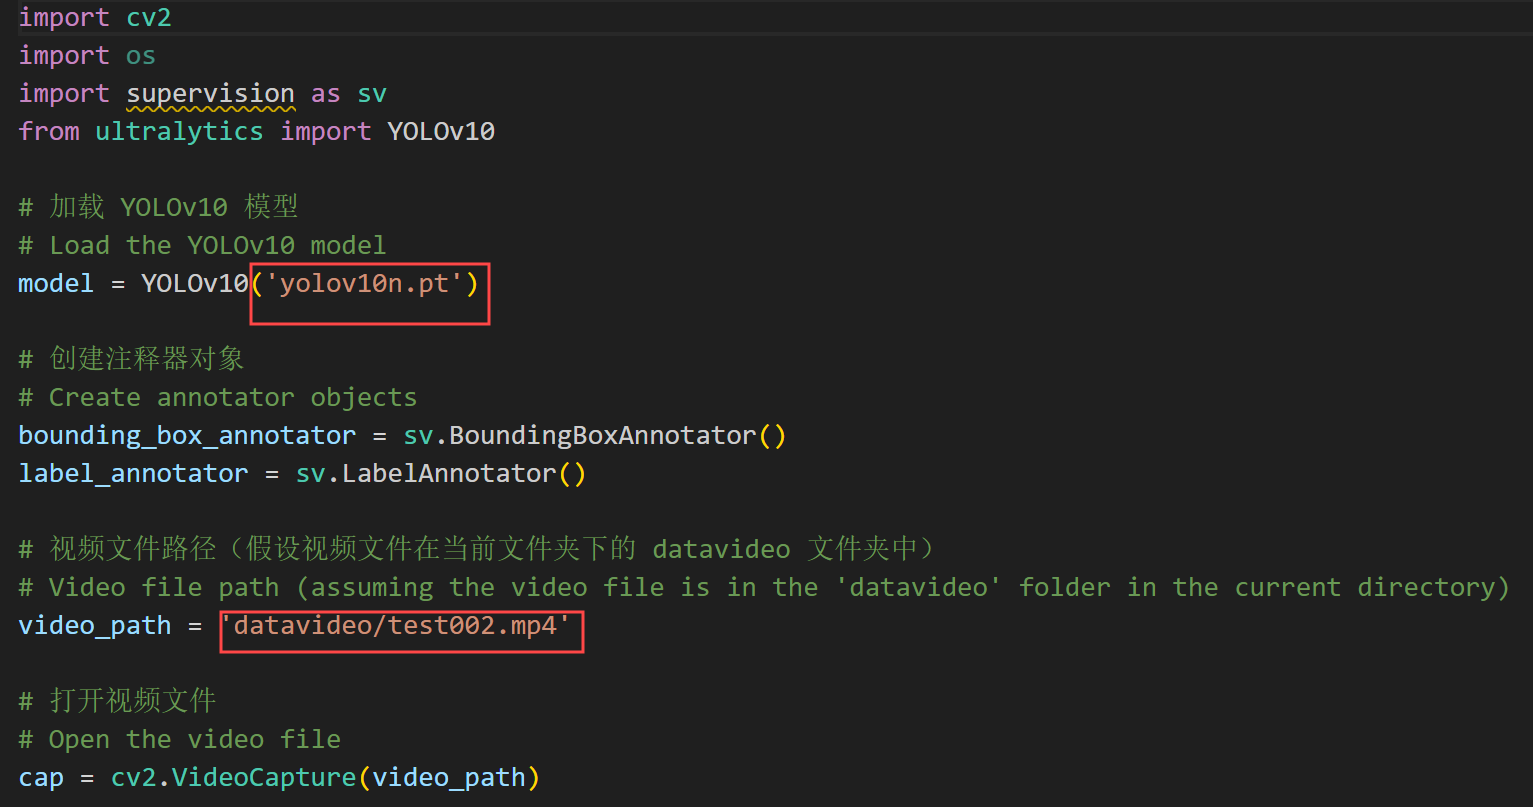 import cv2
import os
import supervision as sv
from ultralytics import YOLOv10
# 加载 YOLOv10 模型
# Load the YOLOv10 model
model = YOLOv10('yolov10n.pt')
# 创建注释器对象
# Create annotator objects
bounding_box_annotator = sv.BoundingBoxAnnotator()
label_annotator = sv.LabelAnnotator()
# 视频文件路径（假设视频文件在当前文件夹下的 datavideo 文件夹中）
# Video file path (assuming the video file is in the 'datavideo' folder in the current directory)
video_path = 'datavideo/test002.mp4'
# 打开视频文件
# Open the video file
cap = cv2.VideoCapture(video_path)